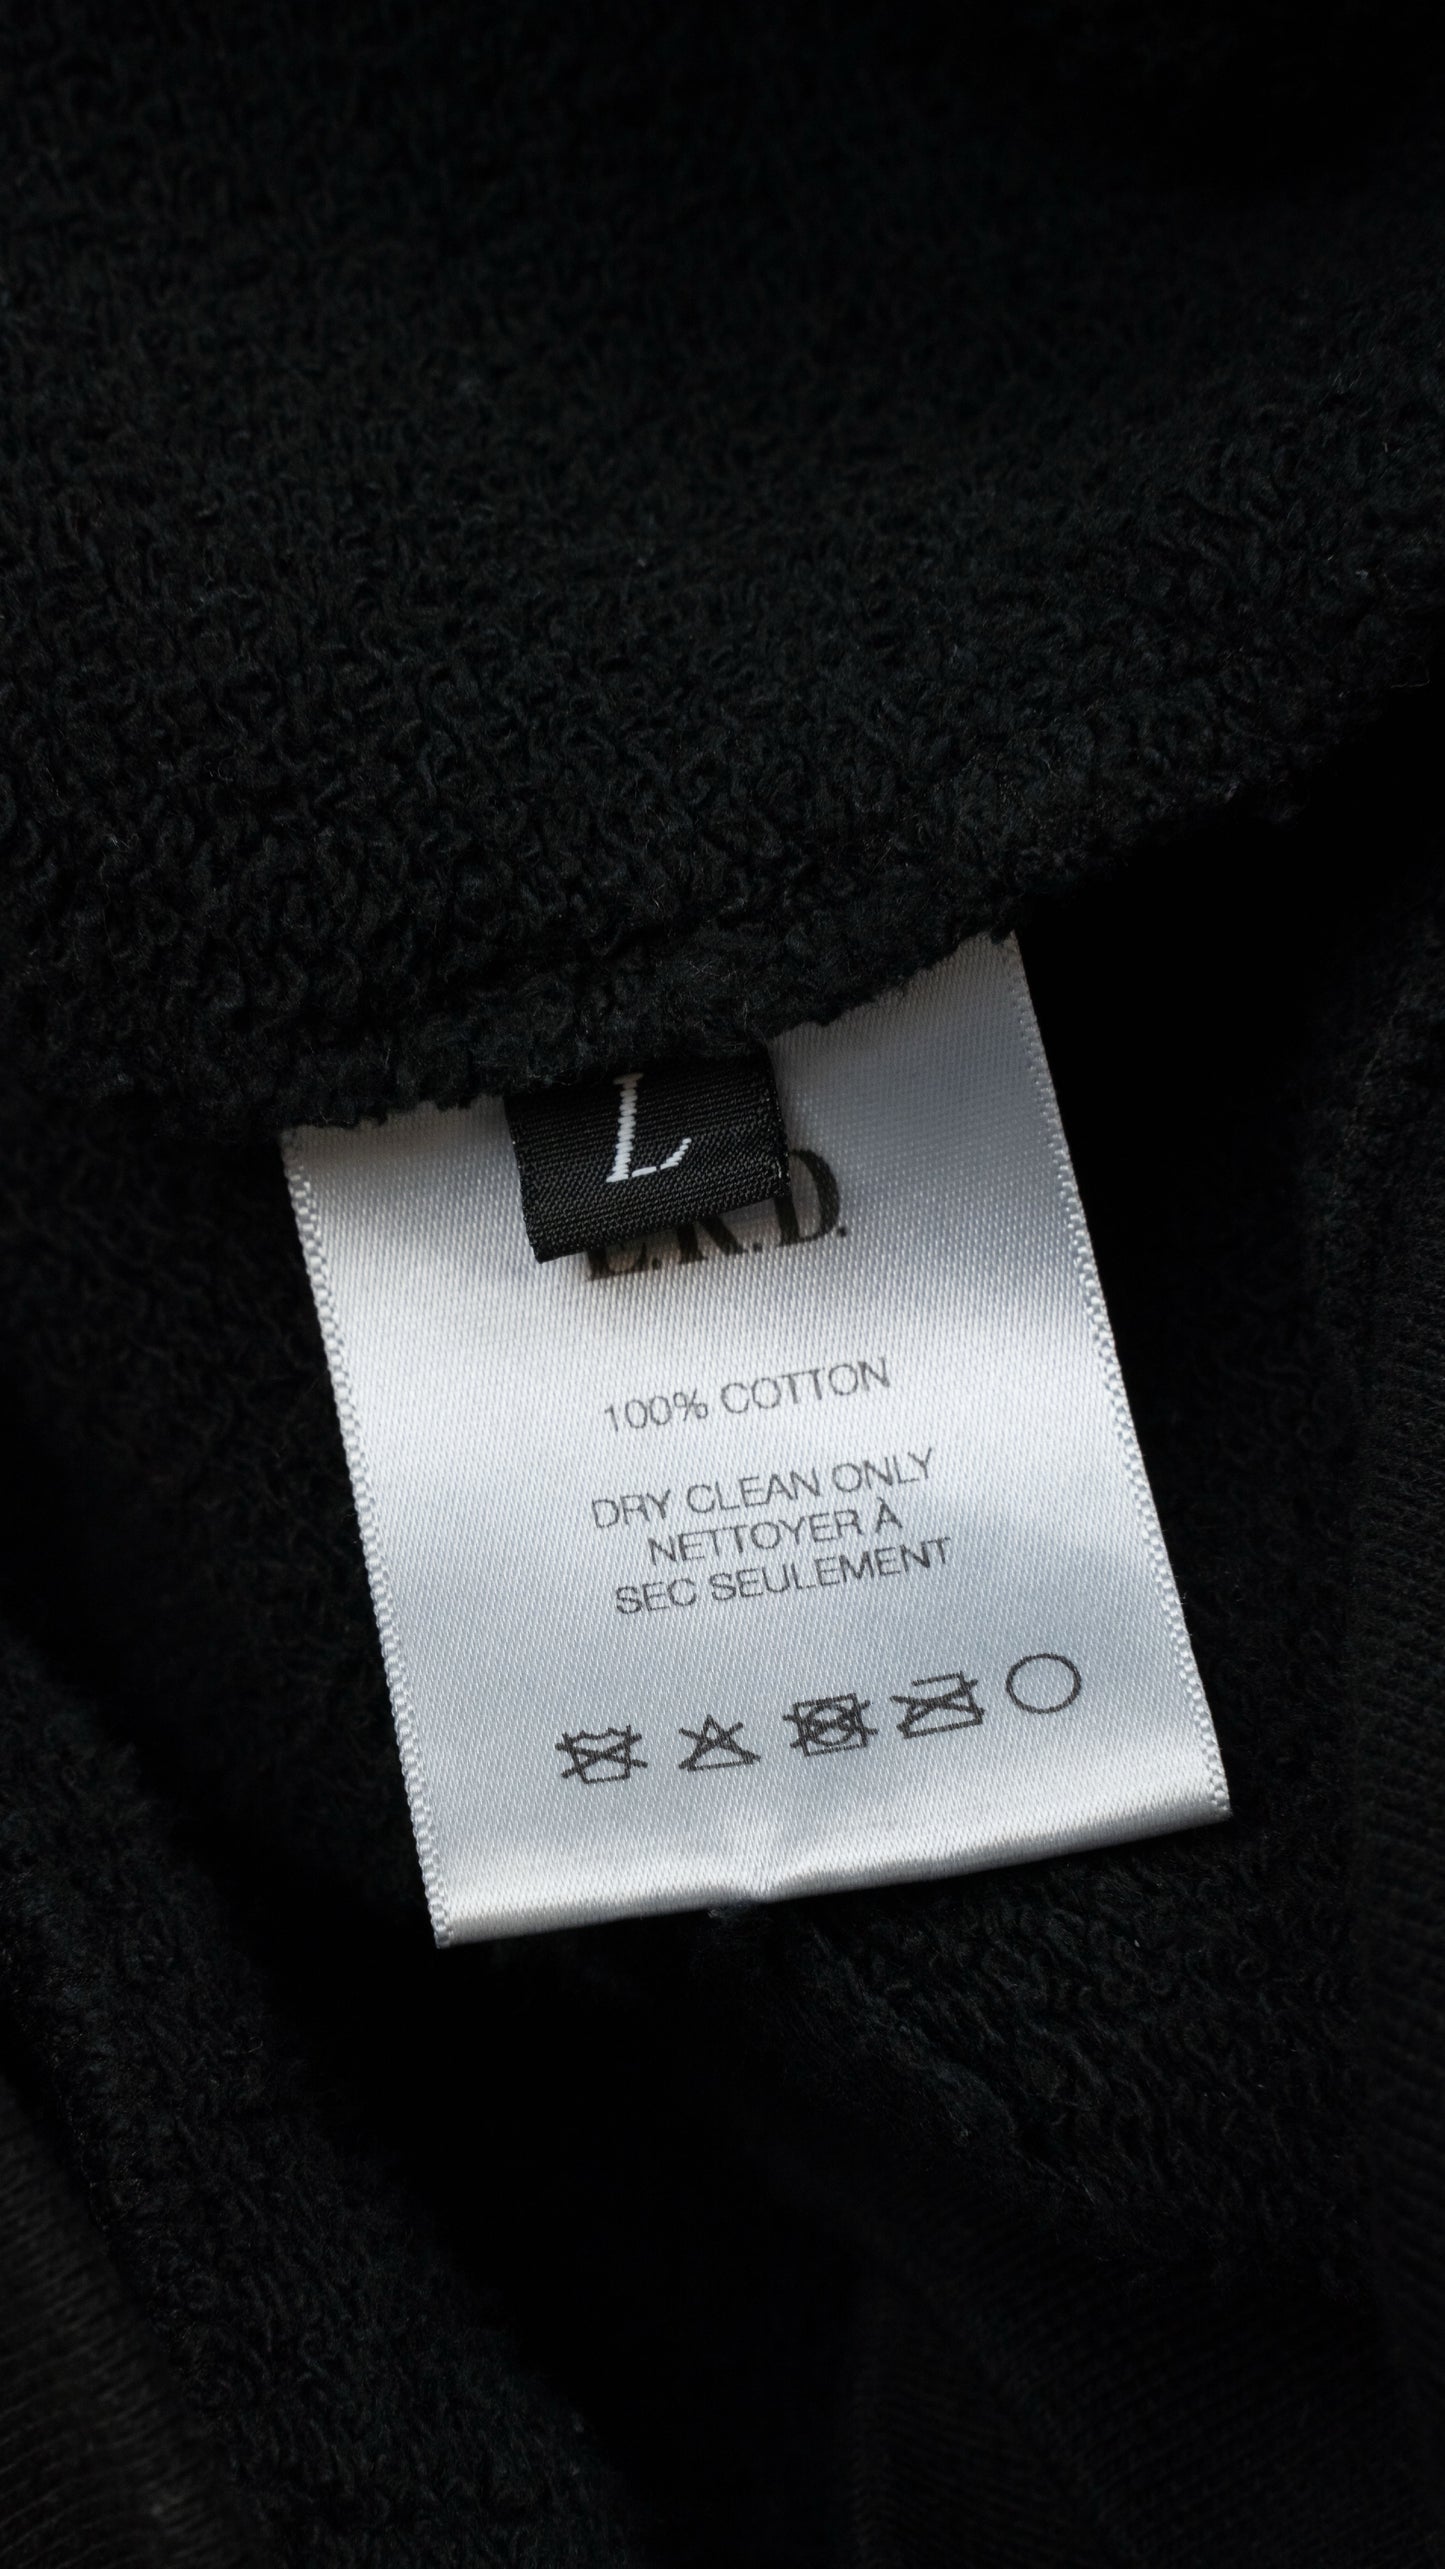 L
100% COTTON
DRY CLEAN ONLY
NETTOYER À
SEC SEULEMENT